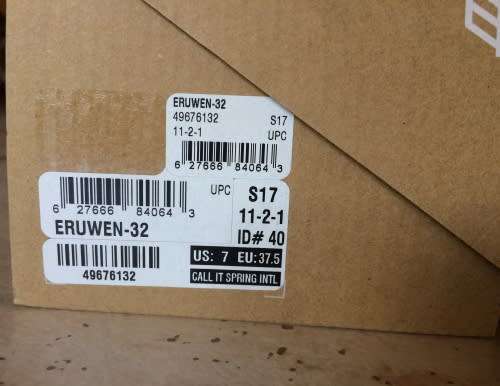 ERUWEN-32
49676132 S17
11-2-1 UPC
6 27666 84064 3
UPC S17
6 27666 84064 3 11-2-1
ERUWEN-32 ID# 40
US: 7 EU: 37.5
49676132 CALL IT SPRING INTL